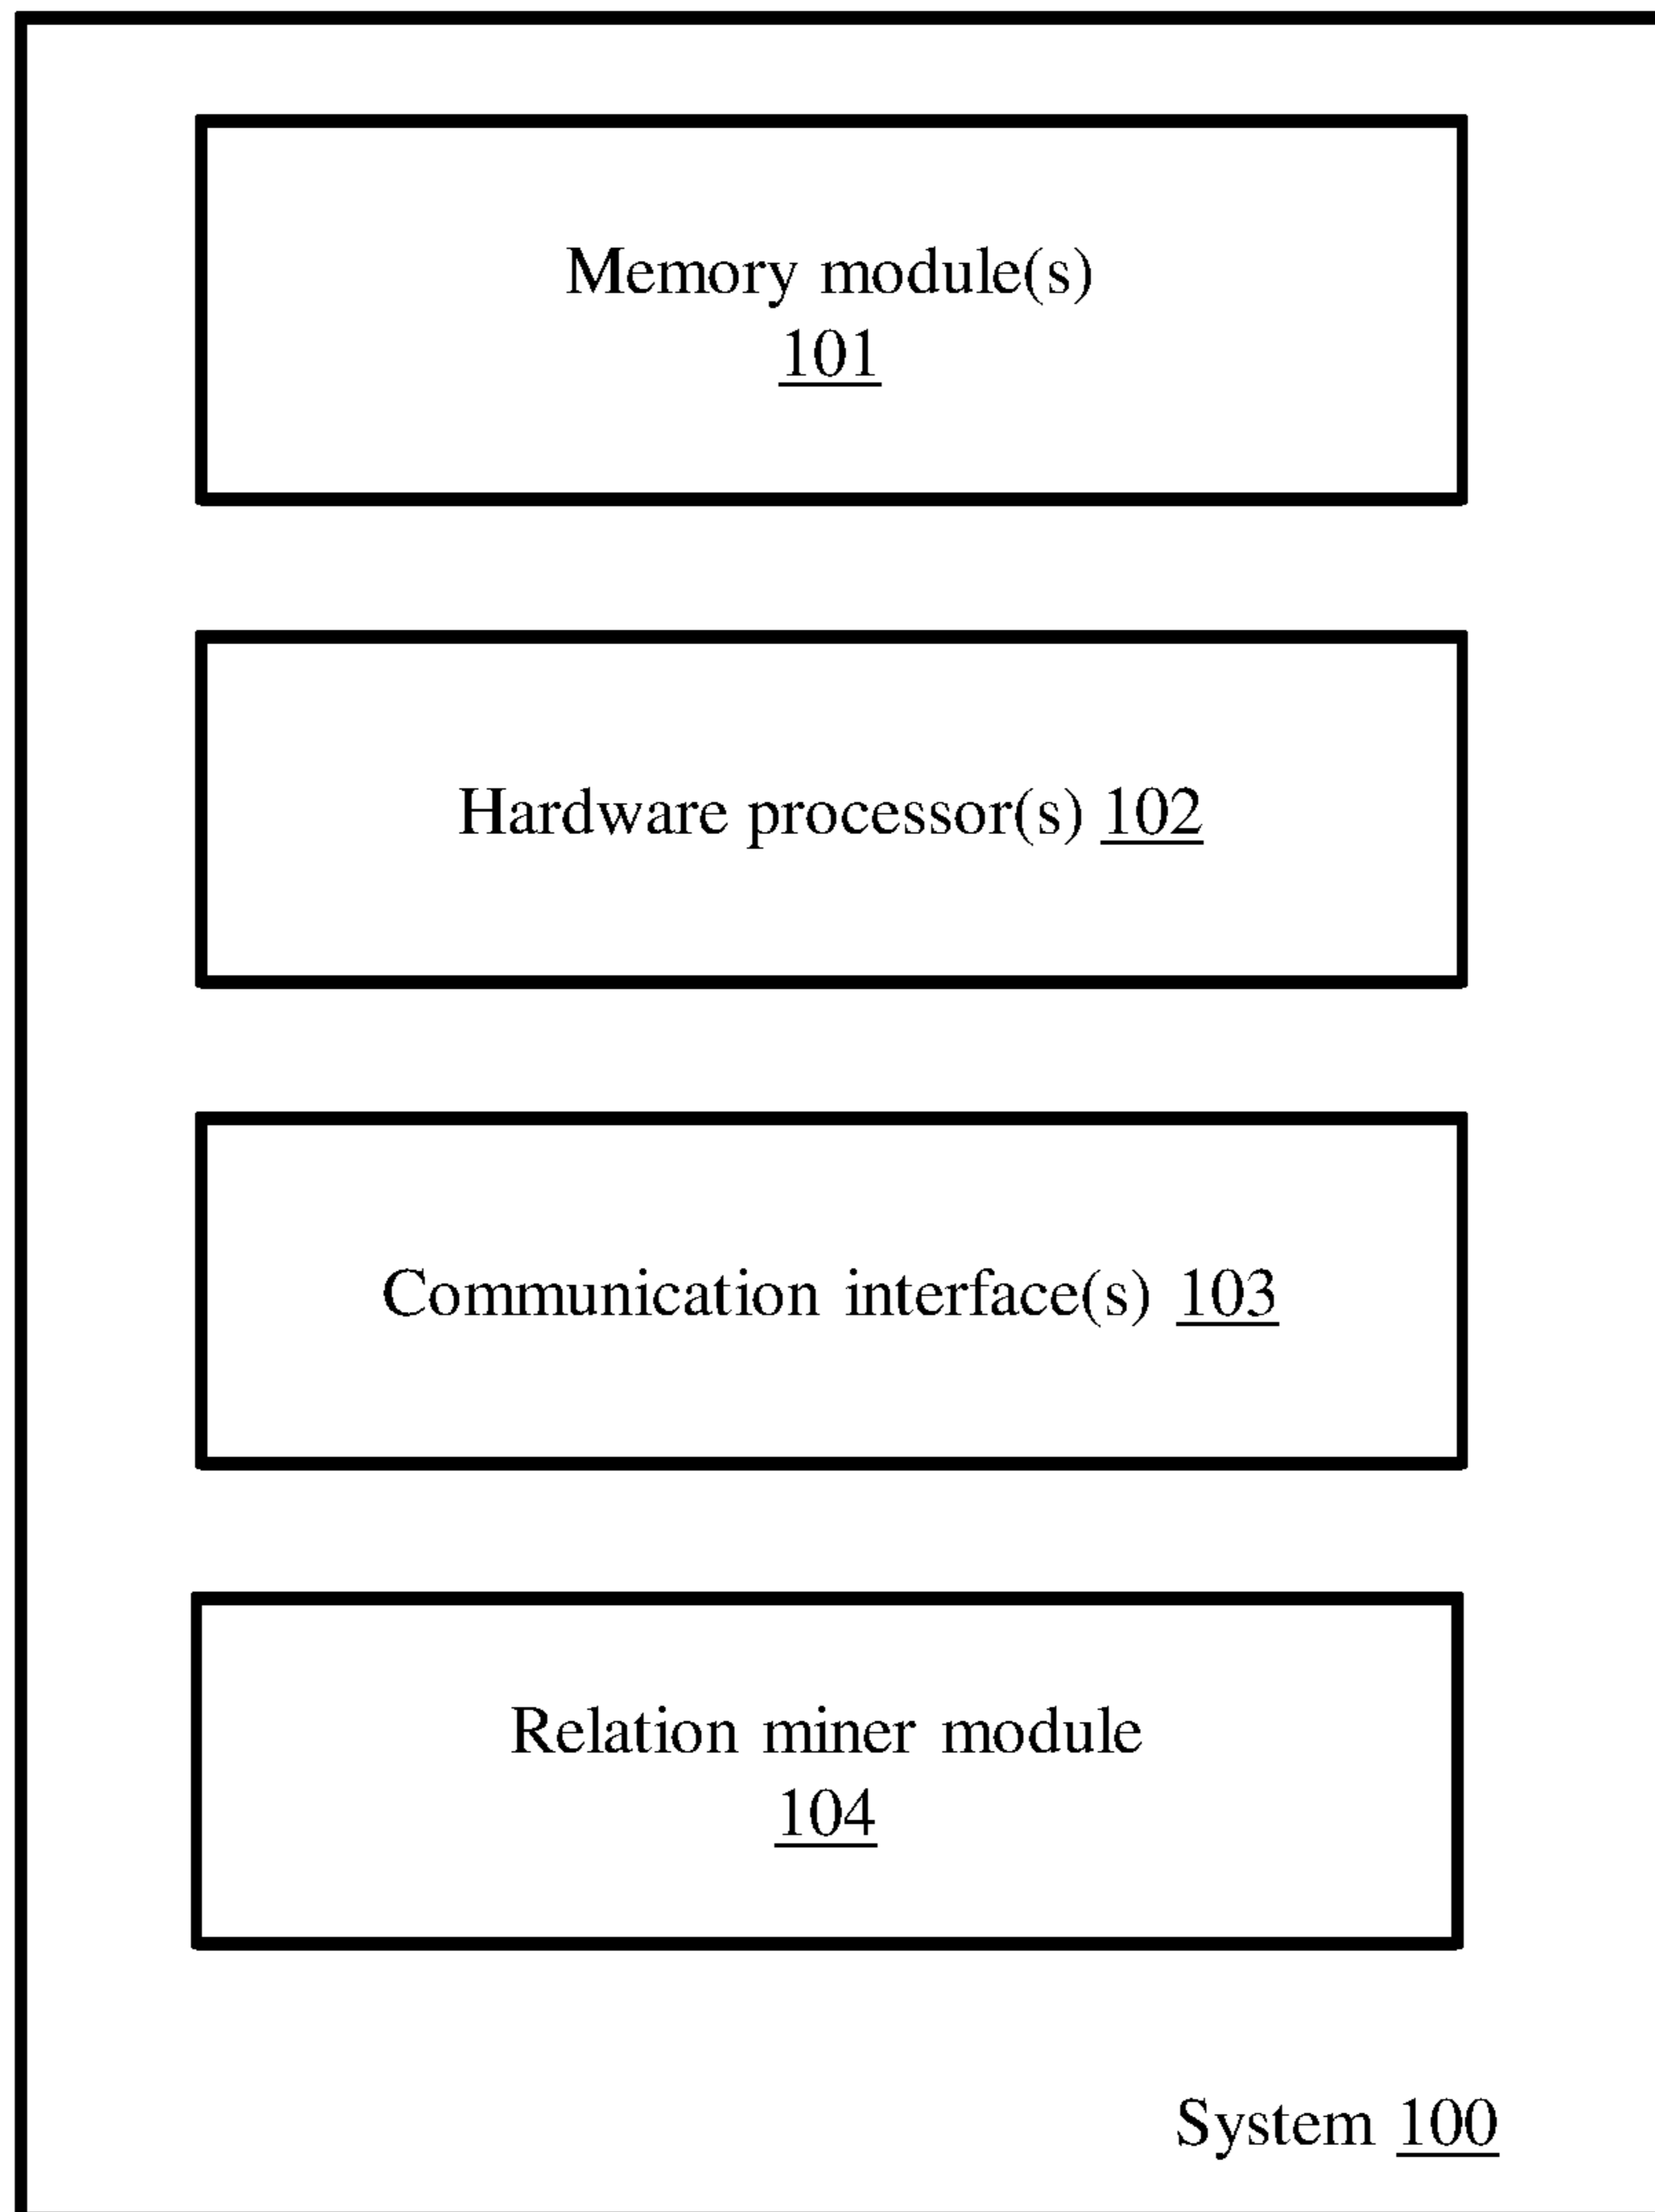 Memory module(s)
101
Hardware processor(s) 102
Communication interface(s) 103
Relation miner module
104
System 100